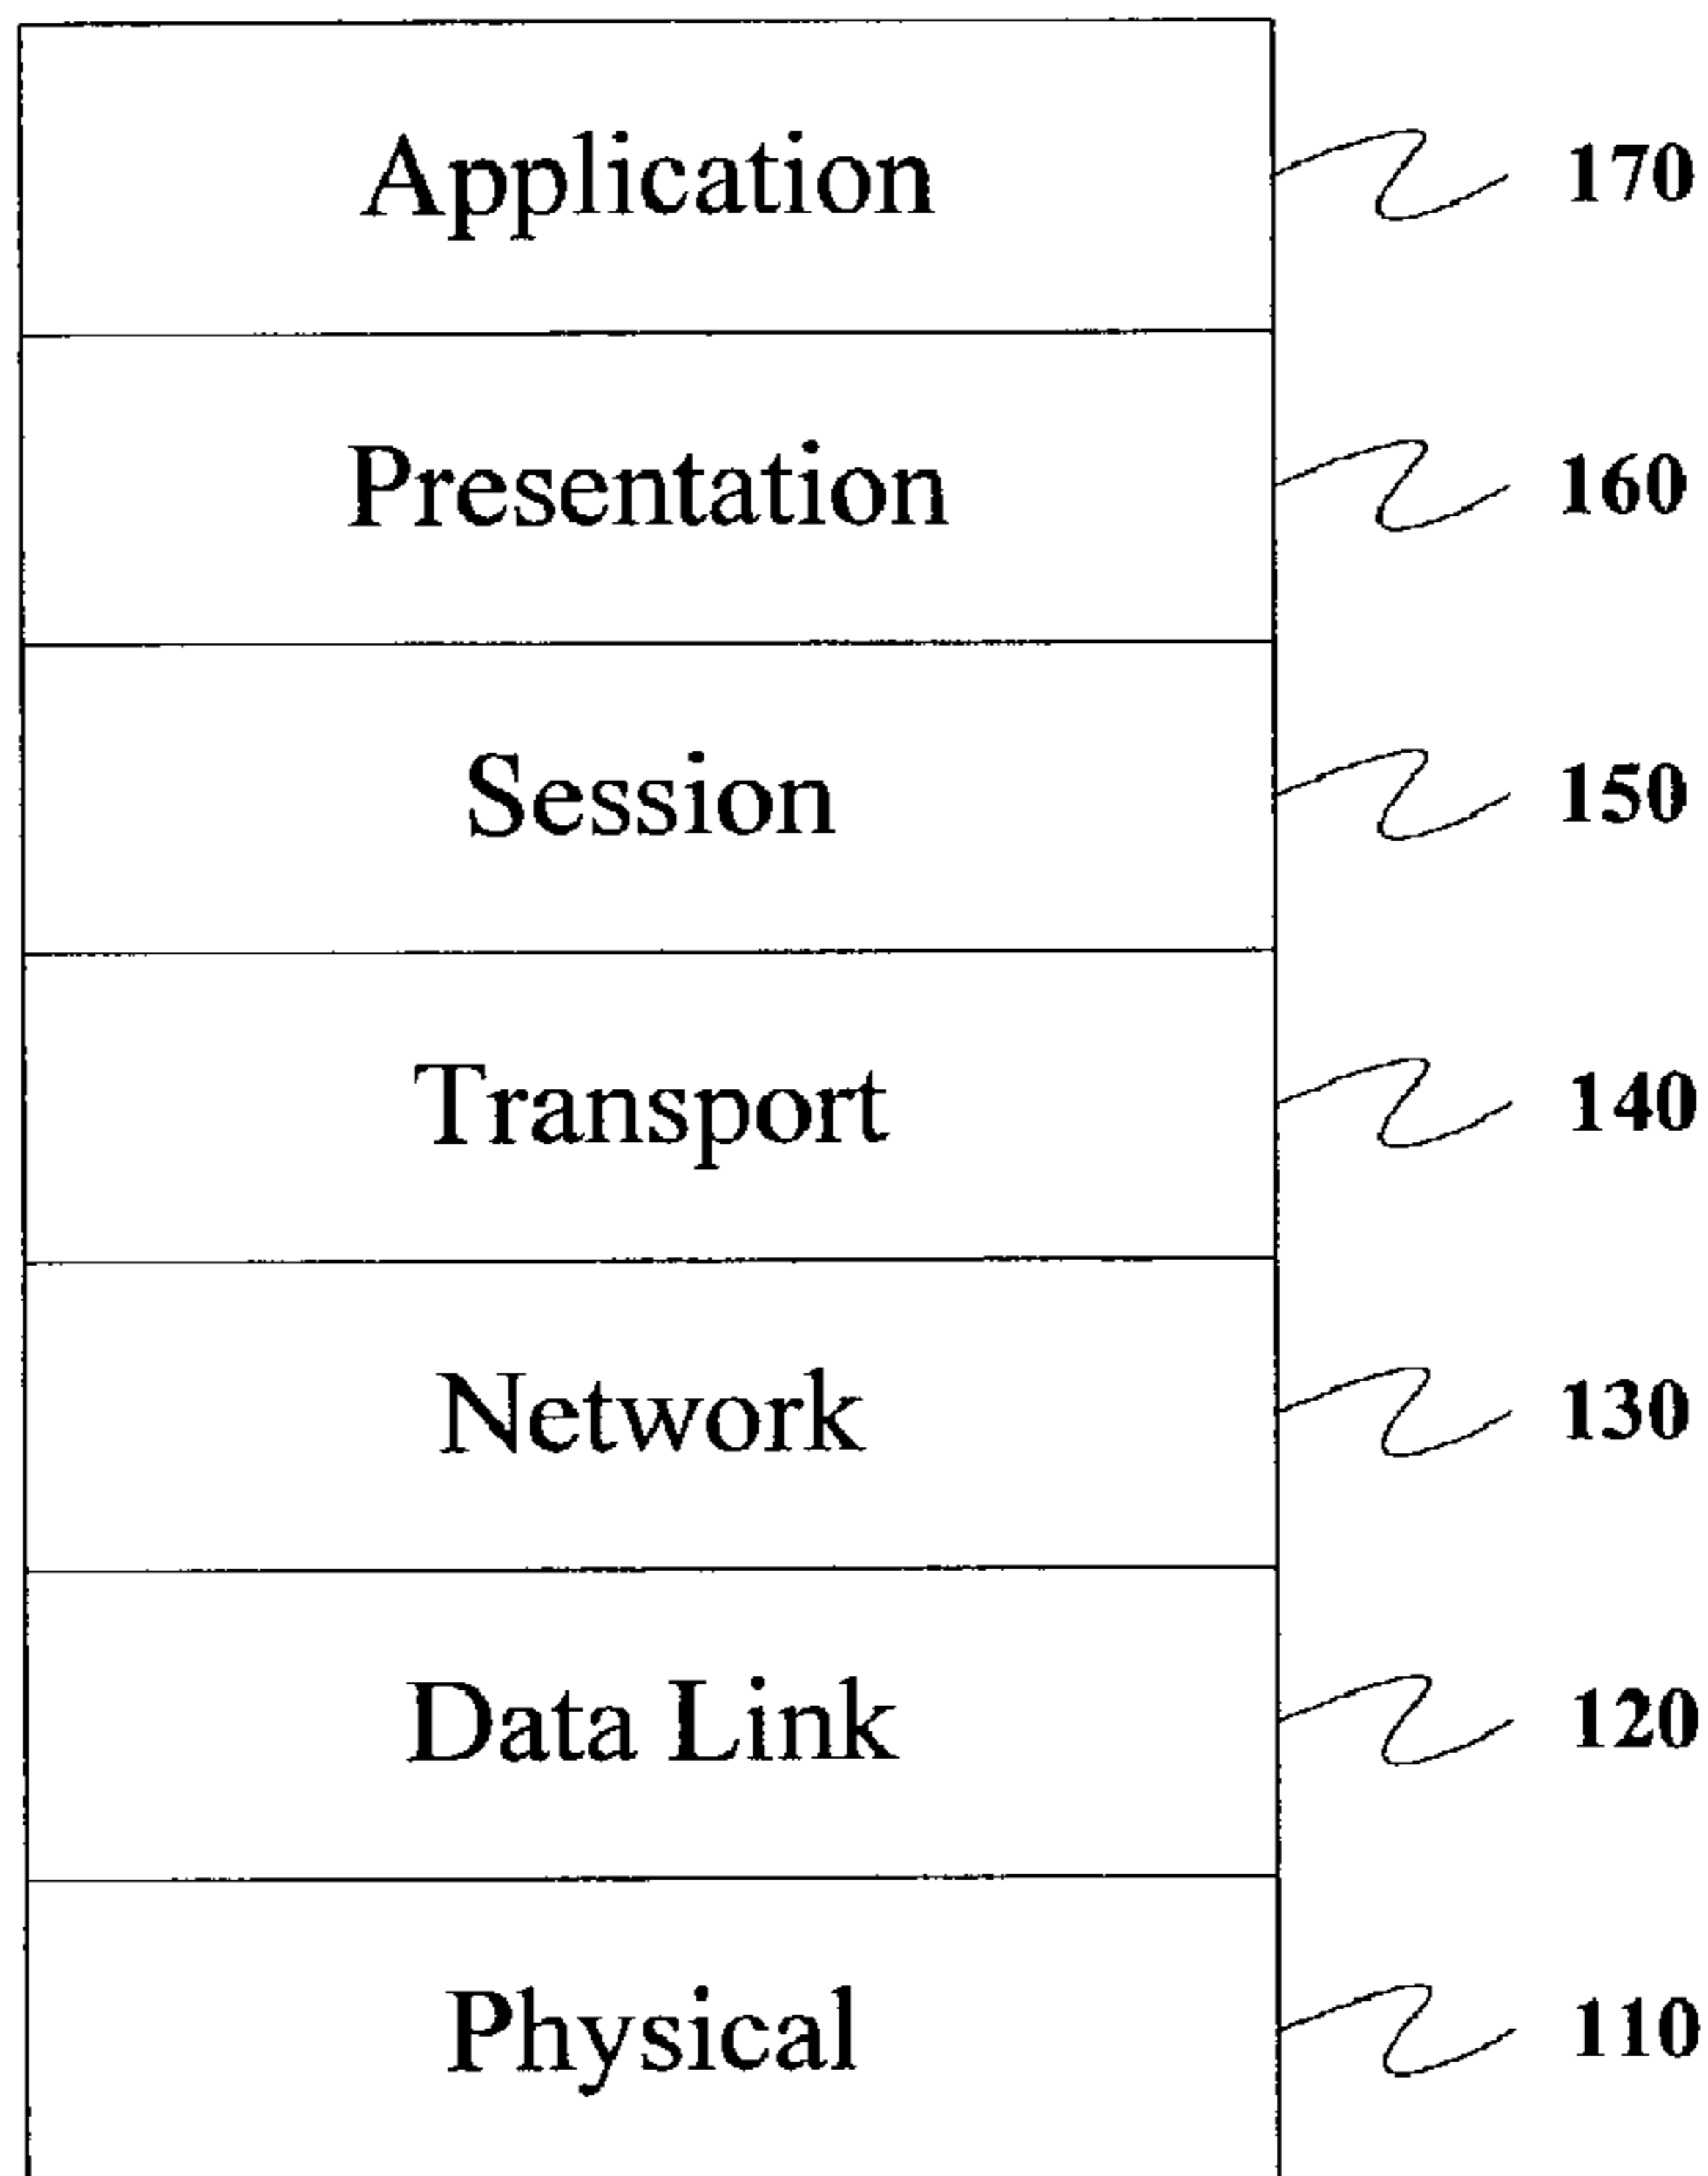 Application 170
Presentation 160
Session 150
Transport 140
Network 130
Data Link 120
Physical 110